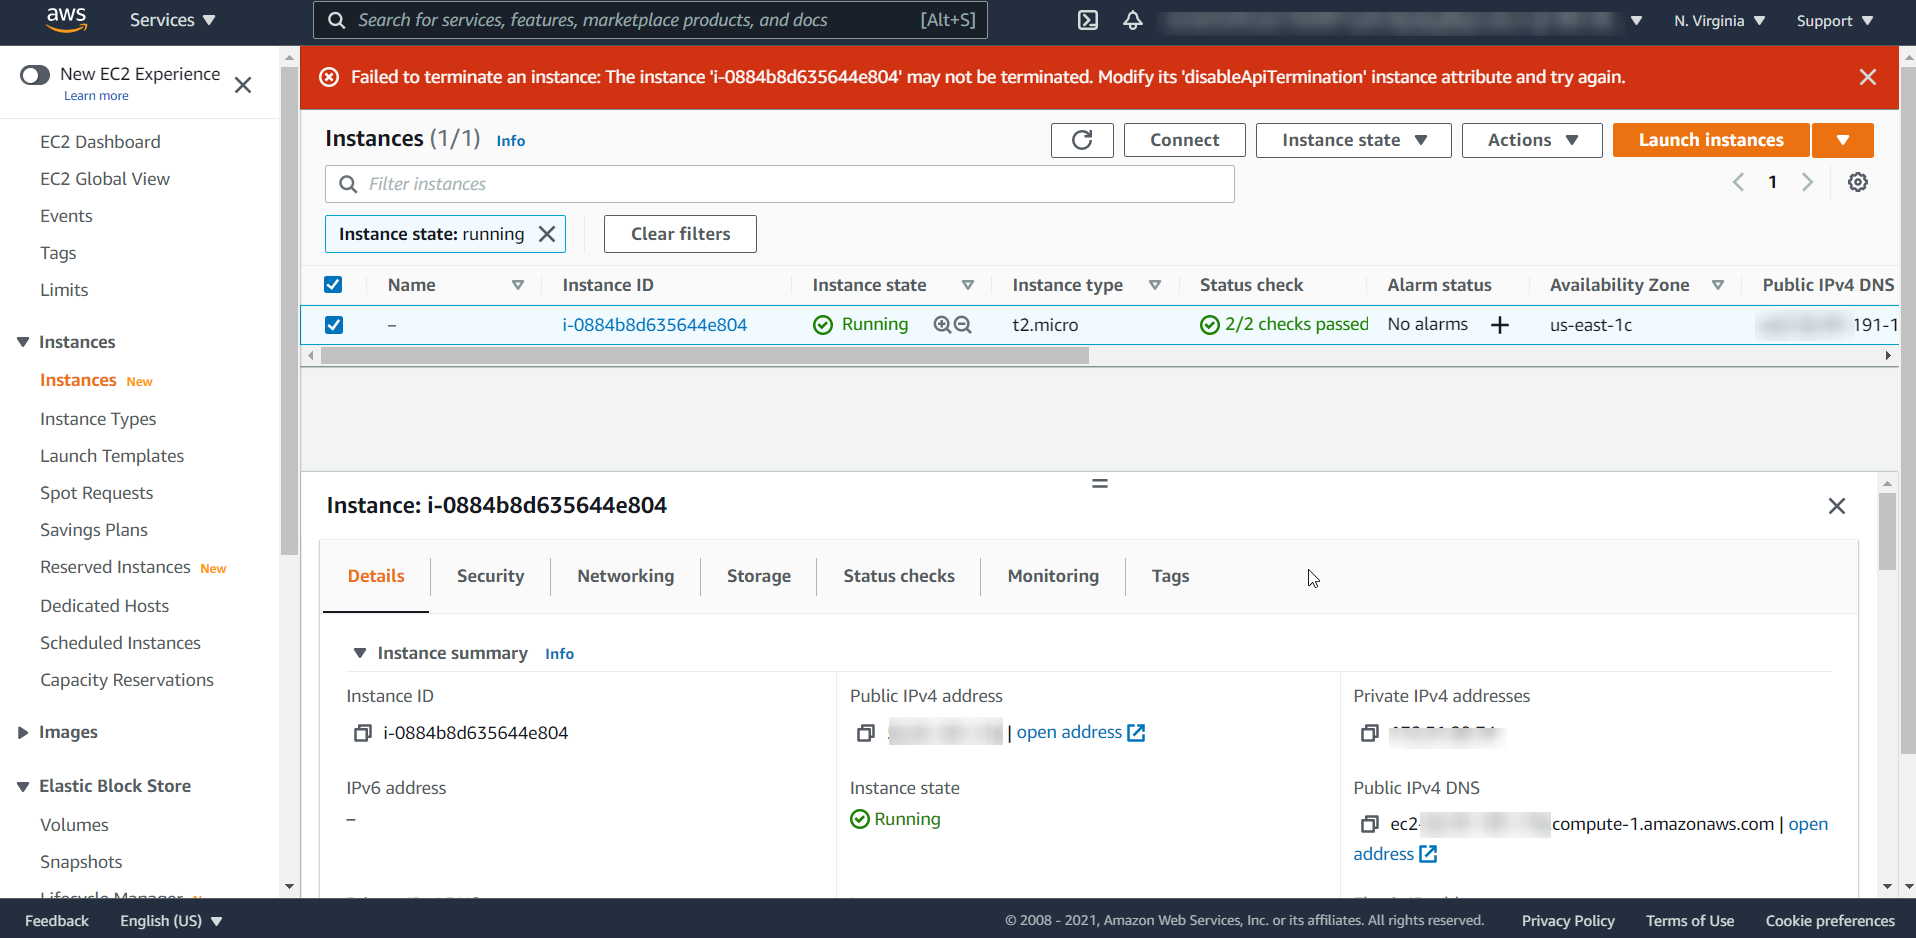 aws
Services
Search for services, features, marketplace products, and docs
[Alt+S]
N. Virginia
Support
New EC2 Experience
Learn more
Failed to terminate an instance: The instance 'i-0884b8d635644e804' may not be terminated. Modify its 'disableApiTermination' instance attribute and try again.
EC2 Dashboard
EC2 Global View
Events
Tags
Limits
Instances
Instances New
Instance Types
Launch Templates
Spot Requests
Savings Plans
Reserved Instances New
Dedicated Hosts
Scheduled Instances
Capacity Reservations
Images
Elastic Block Store
Volumes
Snapshots
Lifecycle Manager
Instances (1/1) Info
Connect
Instance state
Actions
Launch instances
Filter instances
1
Instance state: running
Clear filters
Name Instance ID Instance state Instance type Status check Alarm status Availability Zone Public IPv4 DNS
– i-0884b8d635644e804 Running t2.micro 2/2 checks passed No alarms + us-east-1c 191-1
Instance: i-0884b8d635644e804
Details Security Networking Storage Status checks Monitoring Tags
Instance summary Info
Instance ID
i-0884b8d635644e804
Public IPv4 address
| open address
Private IPv4 addresses
IPv6 address
–
Instance state
Running
Public IPv4 DNS
ec2- compute-1.amazonaws.com | open
address
Feedback
English (US)
© 2008 - 2021, Amazon Web Services, Inc. or its affiliates. All rights reserved.
Privacy Policy
Terms of Use
Cookie preferences